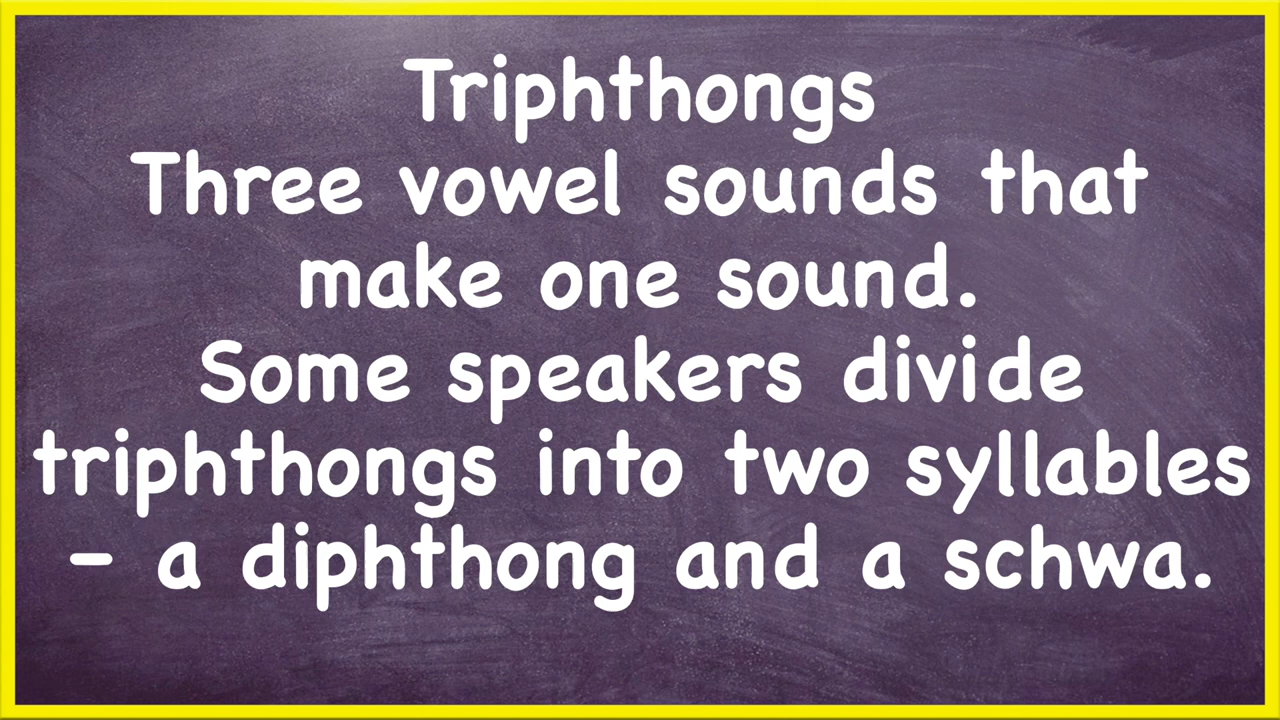 Triphthongs
Three vowel sounds that
make one sound.
Some speakers divide
triphthongs into two syllables
– a diphthong and a schwa.